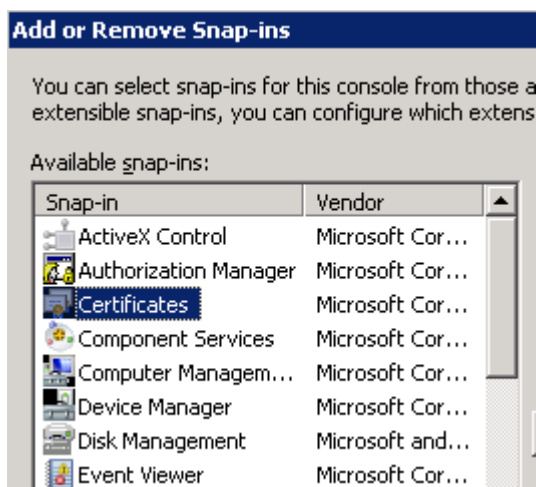 Add or Remove Snap-ins
You can select snap-ins for this console from those a
extensible snap-ins, you can configure which extens
Available snap-ins:
Snap-in Vendor
ActiveX Control Microsoft Cor...
Authorization Manager Microsoft Cor...
Certificates Microsoft Cor...
Component Services Microsoft Cor...
Computer Managem... Microsoft Cor...
Device Manager Microsoft Cor...
Disk Management Microsoft and...
Event Viewer Microsoft Cor...